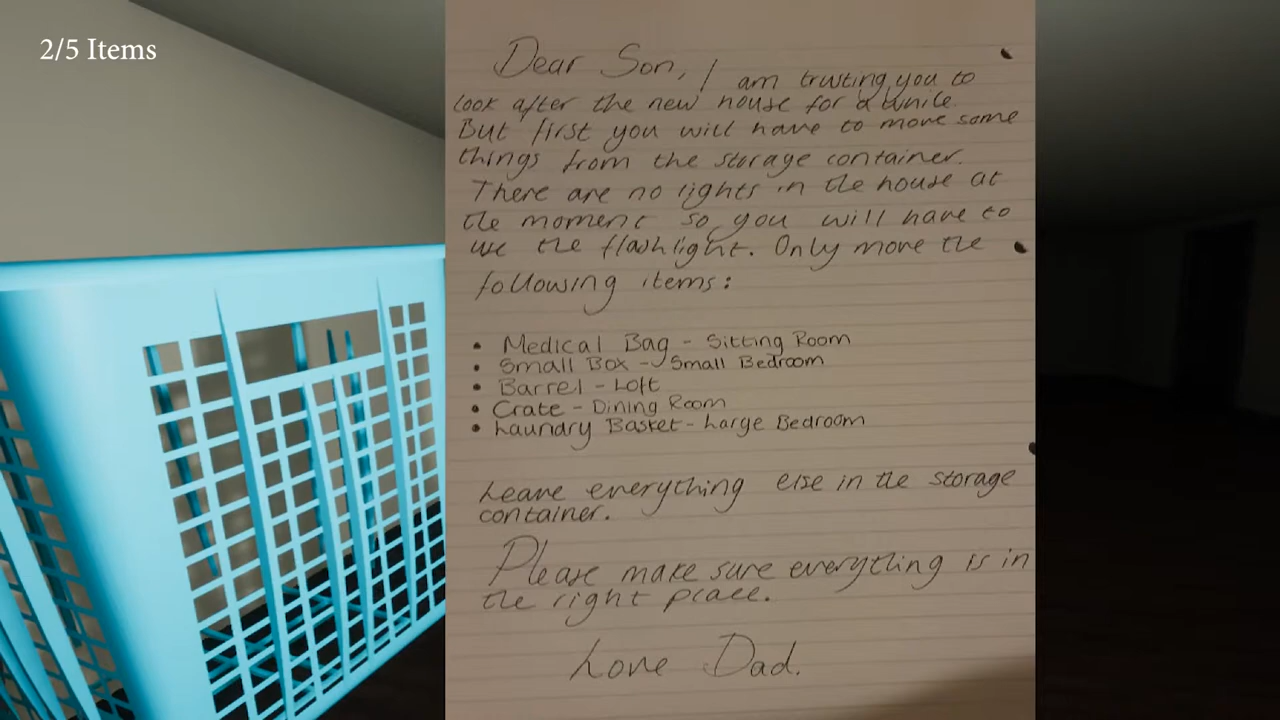 2/5 Items
Dear Son, I am trusting you to
look after the new house for a while.
But first you will have to move some
things from the storage container.
There are no lights in the house at
the moment so you will have to
use the flashlight. Only move the
following items:
• Medical Bag - Sitting Room
• Small Box - Small Bedroom
• Barrel - Loft
• Crate - Dining Room
• Laundry Basket - Large Bedroom
Leave everything else in the storage
container.
Please make sure everything is in
the right place.
Love Dad.